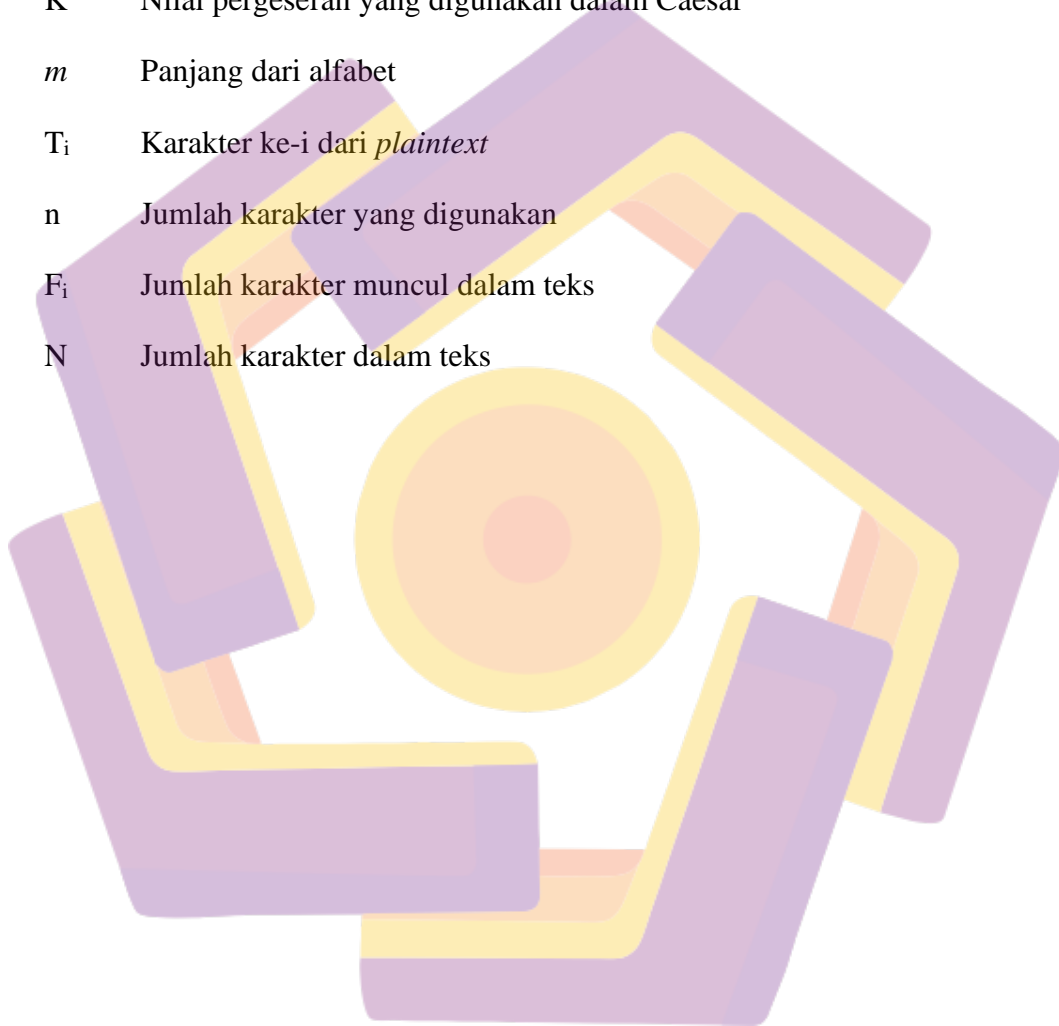 K Nilai pergeseran yang digunakan dalam Caesar
m Panjang dari alfabet
Tᵢ Karakter ke-i dari plaintext
n Jumlah karakter yang digunakan
Fᵢ Jumlah karakter muncul dalam teks
N Jumlah karakter dalam teks